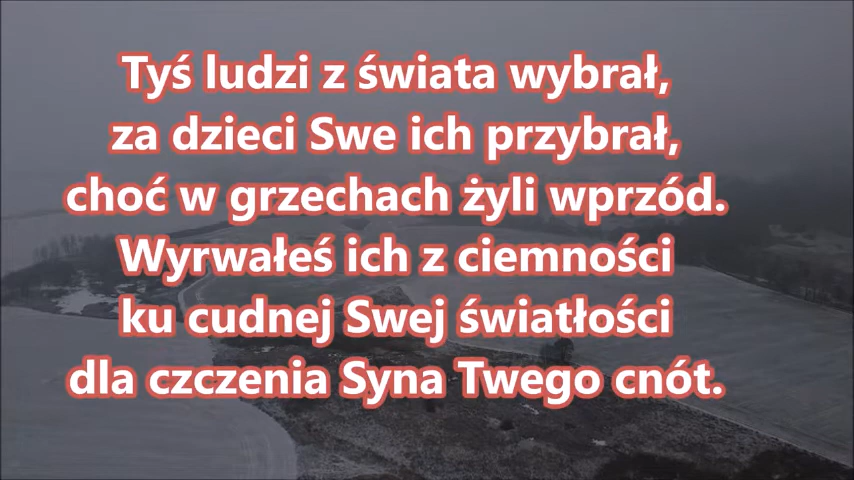 Tyś ludzi z świata wybrał,
za dzieci Swe ich przybrał,
choć w grzechach żyli wprzód.
Wyrwałeś ich z ciemności
ku cudnej Swej światłości
dla czczenia Syna Twego cnót.